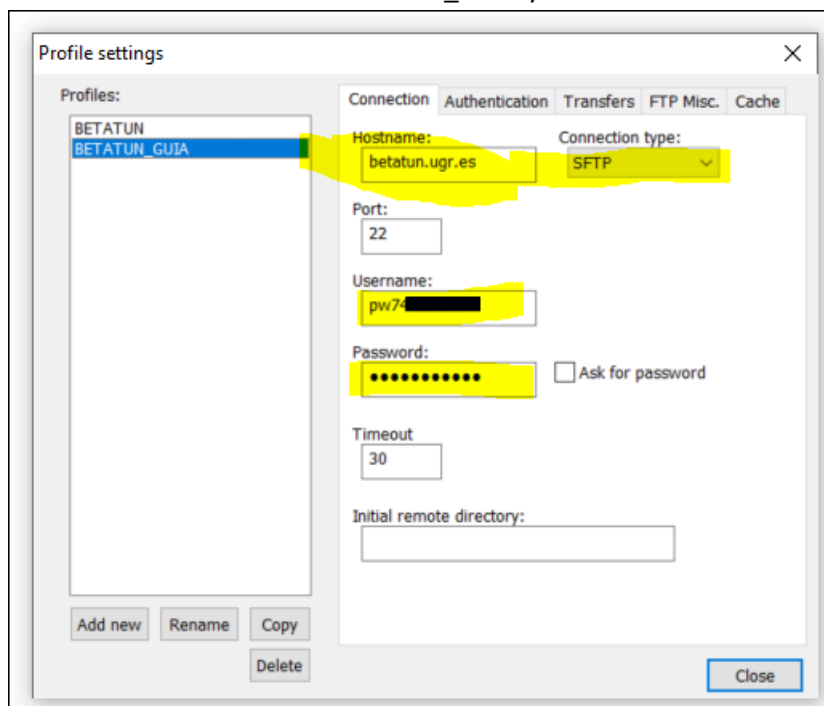 Profile settings
Profiles:
BETATUN
BETATUN_GUIA
Add new Rename Copy
Delete
Connection Authentication Transfers FTP Misc. Cache
Hostname: Connection type:
betatun.ugr.es SFTP
Port:
22
Username:
pw74
Password:
●●●●●●●●●●● Ask for password
Timeout
30
Initial remote directory:
Close